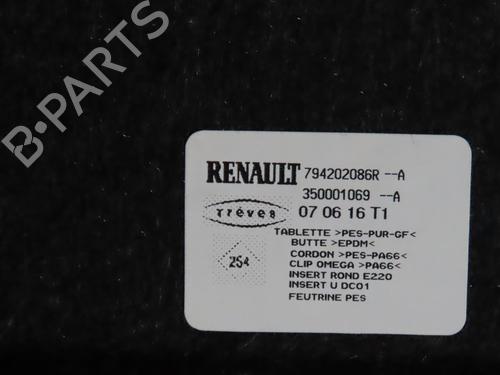 B-PARTS
RENAULT 794202086R --A
350001069 --A
Tréves 07 06 16 T1
TABLETTE >PES-PUR-GF<
BUTTE >EPDM<
254 CORDON >PES-PA66<
CLIP OMEGA >PA66<
INSERT ROND E220
INSERT U DC01
FEUTRINE PES